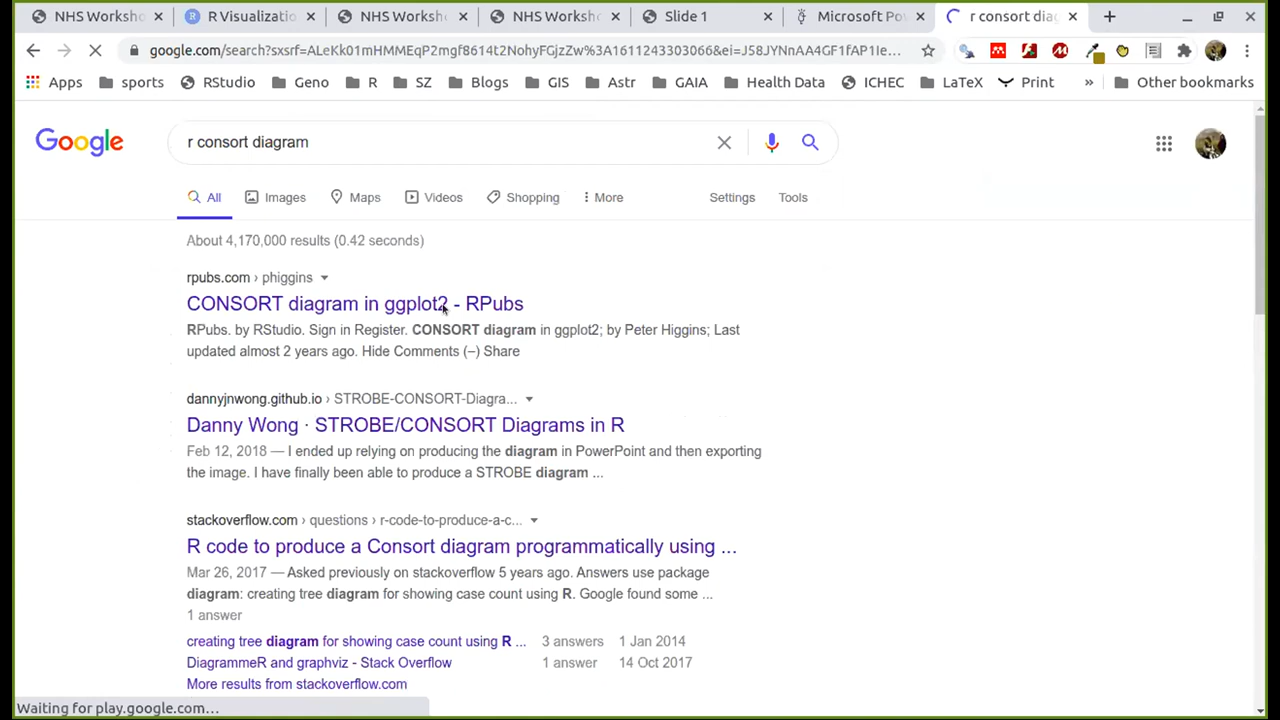 NHS Worksh
R Visualizatio
NHS Worksh
NHS Worksh
Slide 1
Microsoft Po
r consort diag
google.com/search?sxsrf=ALeKk01mHMMEqP2mgf8614t2NohyFGjzZw%3A1611243303066&ei=J58JYNnAA4GF1fAP1Ie...
Apps
sports
RStudio
Geno
R
SZ
Blogs
GIS
Astr
GAIA
Health Data
ICHEC
LaTeX
Print
»
Other bookmarks
Google
r consort diagram
All
Images
Maps
Videos
Shopping
More
Settings
Tools
About 4,170,000 results (0.42 seconds)
rpubs.com › phiggins
CONSORT diagram in ggplot2 - RPubs
RPubs. by RStudio. Sign in Register. CONSORT diagram in ggplot2; by Peter Higgins; Last
updated almost 2 years ago. Hide Comments (–) Share
dannyjnwong.github.io › STROBE-CONSORT-Diagra...
Danny Wong · STROBE/CONSORT Diagrams in R
Feb 12, 2018 — I ended up relying on producing the diagram in PowerPoint and then exporting
the image. I have finally been able to produce a STROBE diagram ...
stackoverflow.com › questions › r-code-to-produce-a-c...
R code to produce a Consort diagram programmatically using ...
Mar 26, 2017 — Asked previously on stackoverflow 5 years ago. Answers use package
diagram: creating tree diagram for showing case count using R. Google found some ...
1 answer
creating tree diagram for showing case count using R ... 3 answers 1 Jan 2014
DiagrammeR and graphviz - Stack Overflow 1 answer 14 Oct 2017
More results from stackoverflow.com
Waiting for play.google.com…